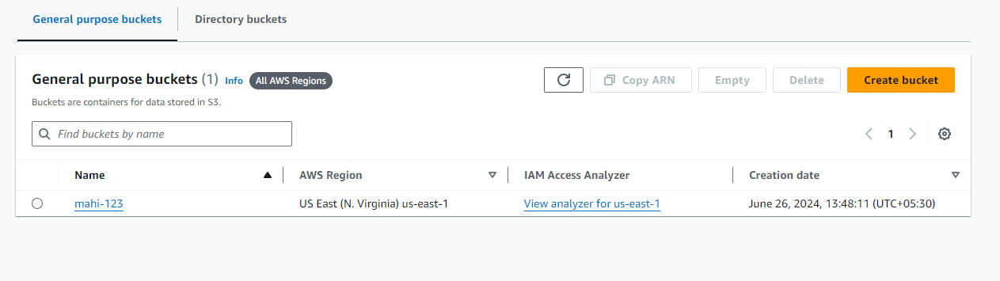 General purpose buckets Directory buckets
General purpose buckets (1) Info All AWS Regions Copy ARN Empty Delete Create bucket
Buckets are containers for data stored in S3.
Find buckets by name 1
Name AWS Region IAM Access Analyzer Creation date
mahi-123 US East (N. Virginia) us-east-1 View analyzer for us-east-1 June 26, 2024, 13:48:11 (UTC+05:30)